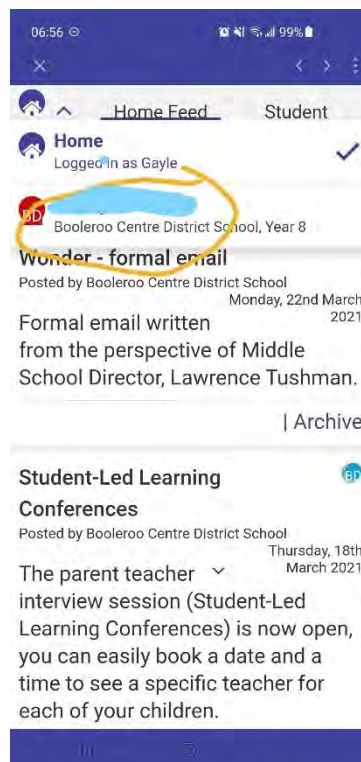 06:56 99%
Home Feed Student
Home
Logged in as Gayle
BD
Booleroo Centre District School, Year 8
Wonder - formal email
Posted by Booleroo Centre District School
Monday, 22nd March
2021
Formal email written
from the perspective of Middle
School Director, Lawrence Tushman.
| Archive
Student-Led Learning
BD
Conferences
Posted by Booleroo Centre District School
Thursday, 18th
March 2021
The parent teacher
interview session (Student-Led
Learning Conferences) is now open,
you can easily book a date and a
time to see a specific teacher for
each of your children.